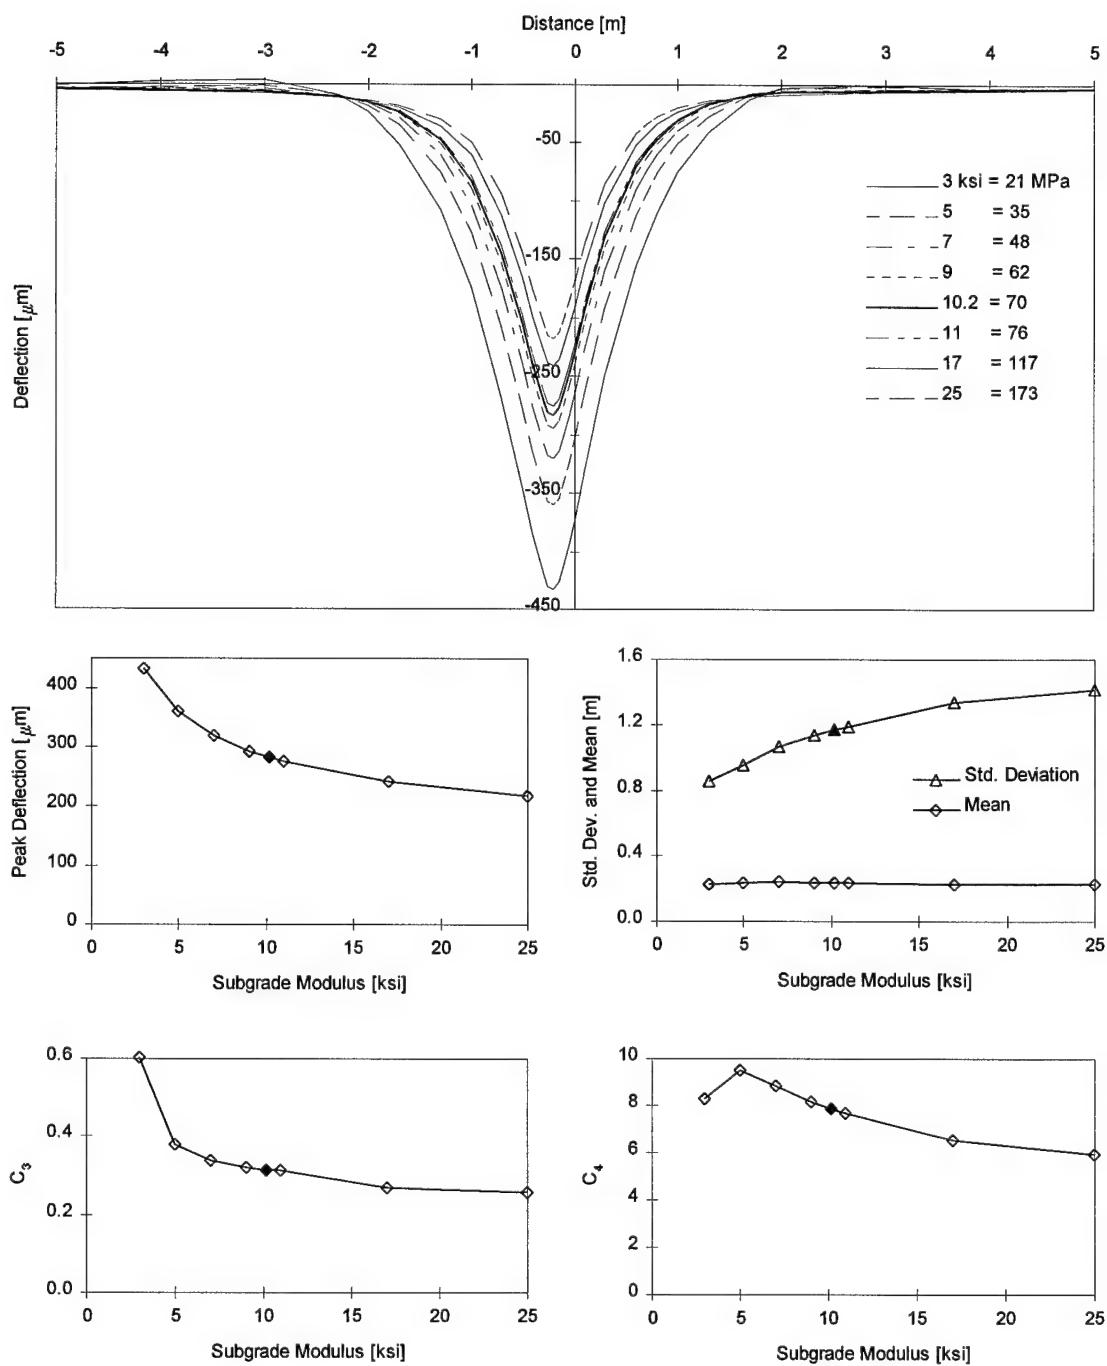 Distance [m]
-5 -4 -3 -2 -1 0 1 2 3 4 5
-50
-150
-250
-350
-450
Deflection [μm]
3 ksi = 21 MPa
5 = 35
7 = 48
9 = 62
10.2 = 70
11 = 76
17 = 117
25 = 173
400
300
200
100
0
Peak Deflection [μm]
0 5 10 15 20 25
Subgrade Modulus [ksi]
1.6
1.2
0.8
0.4
0.0
Std. Dev. and Mean [m]
Std. Deviation
Mean
0 5 10 15 20 25
Subgrade Modulus [ksi]
0.6
0.4
0.2
0.0
C₃
0 5 10 15 20 25
Subgrade Modulus [ksi]
10
8
6
4
2
0
C₄
0 5 10 15 20 25
Subgrade Modulus [ksi]